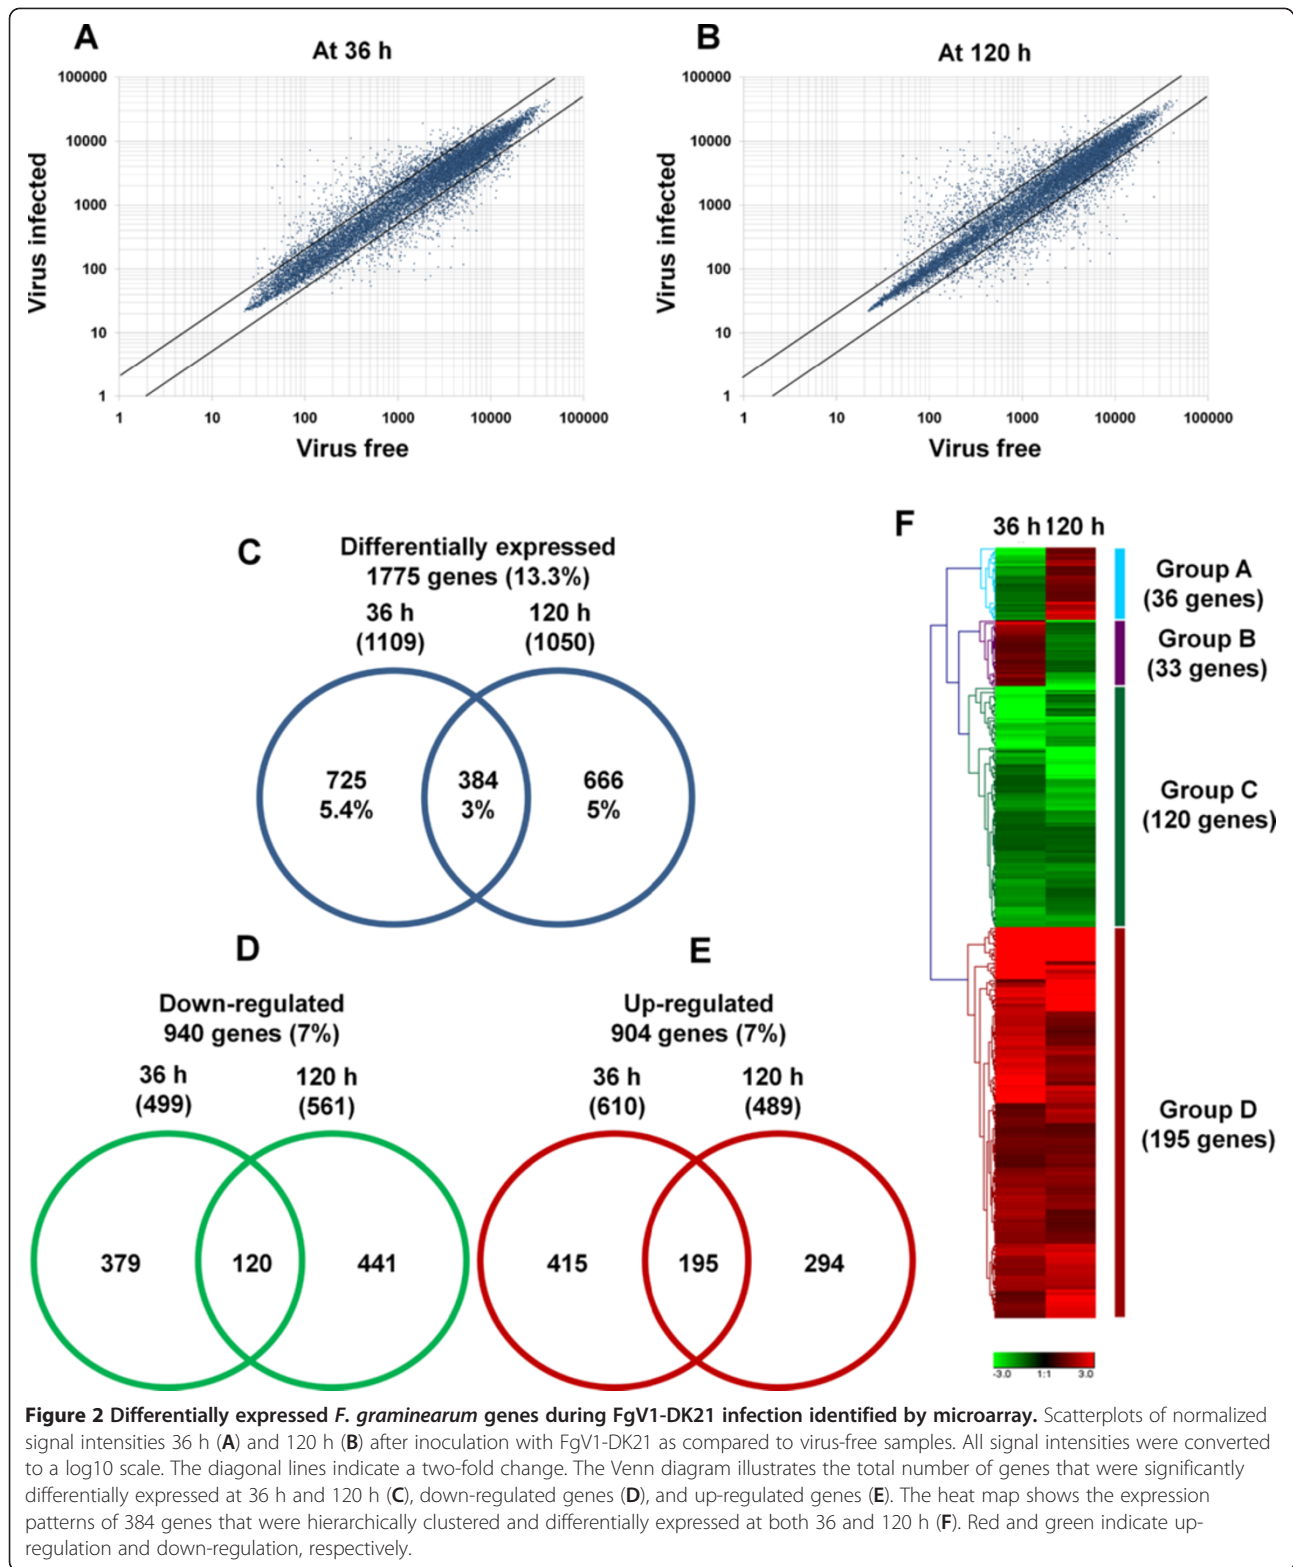 A
At 36 h
100000
10000
1000
100
10
1
1 10 100 1000 10000 100000
Virus infected
Virus free
B
At 120 h
100000
10000
1000
100
10
1
1 10 100 1000 10000 100000
Virus infected
Virus free
C
Differentially expressed
1775 genes (13.3%)
36 h 120 h
(1109) (1050)
725 384 666
5.4% 3% 5%
D
Down-regulated
940 genes (7%)
36 h 120 h
(499) (561)
379 120 441
E
Up-regulated
904 genes (7%)
36 h 120 h
(610) (489)
415 195 294
F
36 h 120 h
Group A
(36 genes)
Group B
(33 genes)
Group C
(120 genes)
Group D
(195 genes)
-3.0 1:1 3.0
Figure 2 Differentially expressed F. graminearum genes during FgV1-DK21 infection identified by microarray. Scatterplots of normalized
signal intensities 36 h (A) and 120 h (B) after inoculation with FgV1-DK21 as compared to virus-free samples. All signal intensities were converted
to a log10 scale. The diagonal lines indicate a two-fold change. The Venn diagram illustrates the total number of genes that were significantly
differentially expressed at 36 h and 120 h (C), down-regulated genes (D), and up-regulated genes (E). The heat map shows the expression
patterns of 384 genes that were hierarchically clustered and differentially expressed at both 36 and 120 h (F). Red and green indicate up-
regulation and down-regulation, respectively.